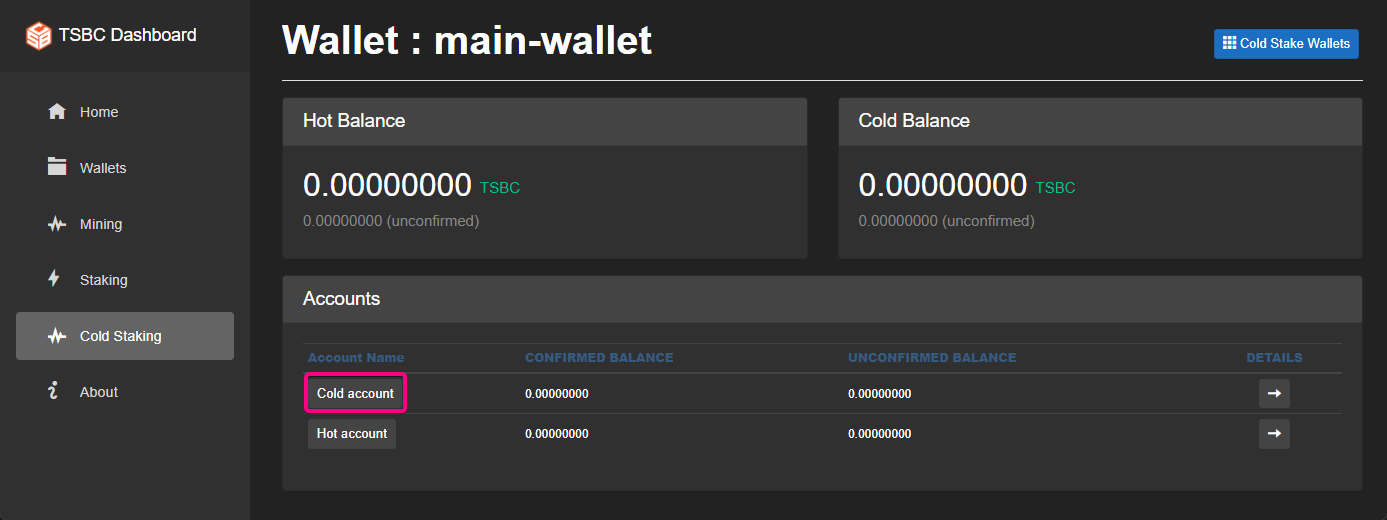 TSBC Dashboard
Home
Wallets
Mining
Staking
Cold Staking
About
Wallet : main-wallet
Cold Stake Wallets
Hot Balance
0.00000000 TSBC
0.00000000 (unconfirmed)
Cold Balance
0.00000000 TSBC
0.00000000 (unconfirmed)
Accounts
Account Name CONFIRMED BALANCE UNCONFIRMED BALANCE DETAILS
Cold account 0.00000000 0.00000000
Hot account 0.00000000 0.00000000